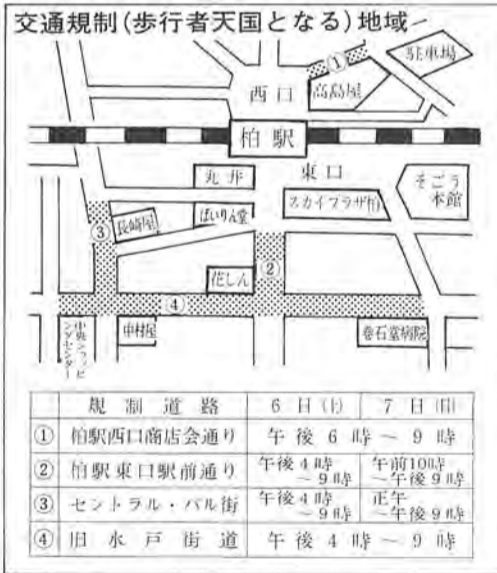 交通規制(歩行者天国となる)地域
駐車場
①
高島屋
西口
柏駅
東口
丸井
そごう
本館
スカイプラザ柏
ぱいりん堂
長崎屋
③
②
花しん
④
中村屋
巻石堂病院
規制道路 6日(土) 7日(日)
① 柏駅西口商店会通り 午後6時～9時
② 柏駅東口駅前通り 午後4時～9時 午前10時～午後9時
③ セントラル・パル街 午後4時～9時 正午～午後9時
④ 旧水戸街道 午後4時～9時